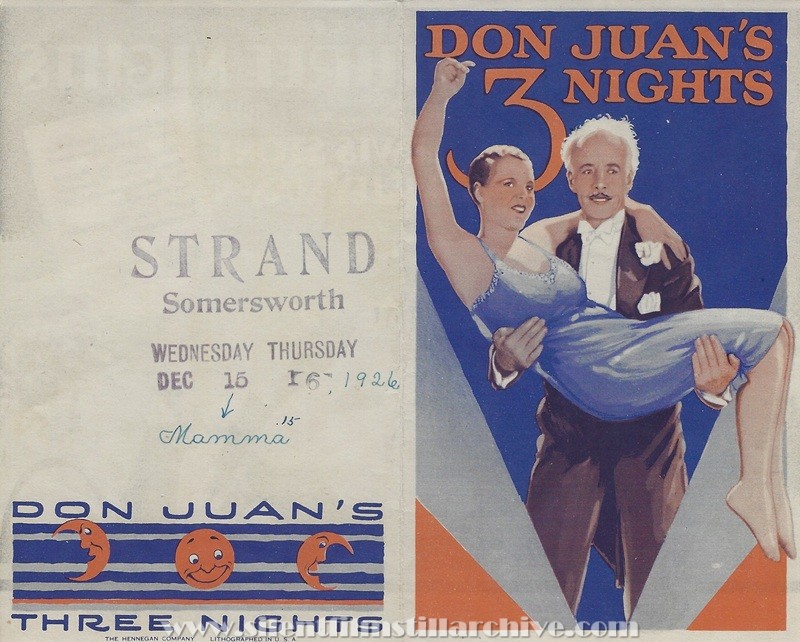 STRAND
Somersworth
WEDNESDAY THURSDAY
DEC 15 16, 1926
Mamma .15
DON JUAN'S
THREE NIGHTS
THE HENNEGAN COMPANY LITHOGRAPHED IN U.S.A
DON JUAN'S
3 NIGHTS